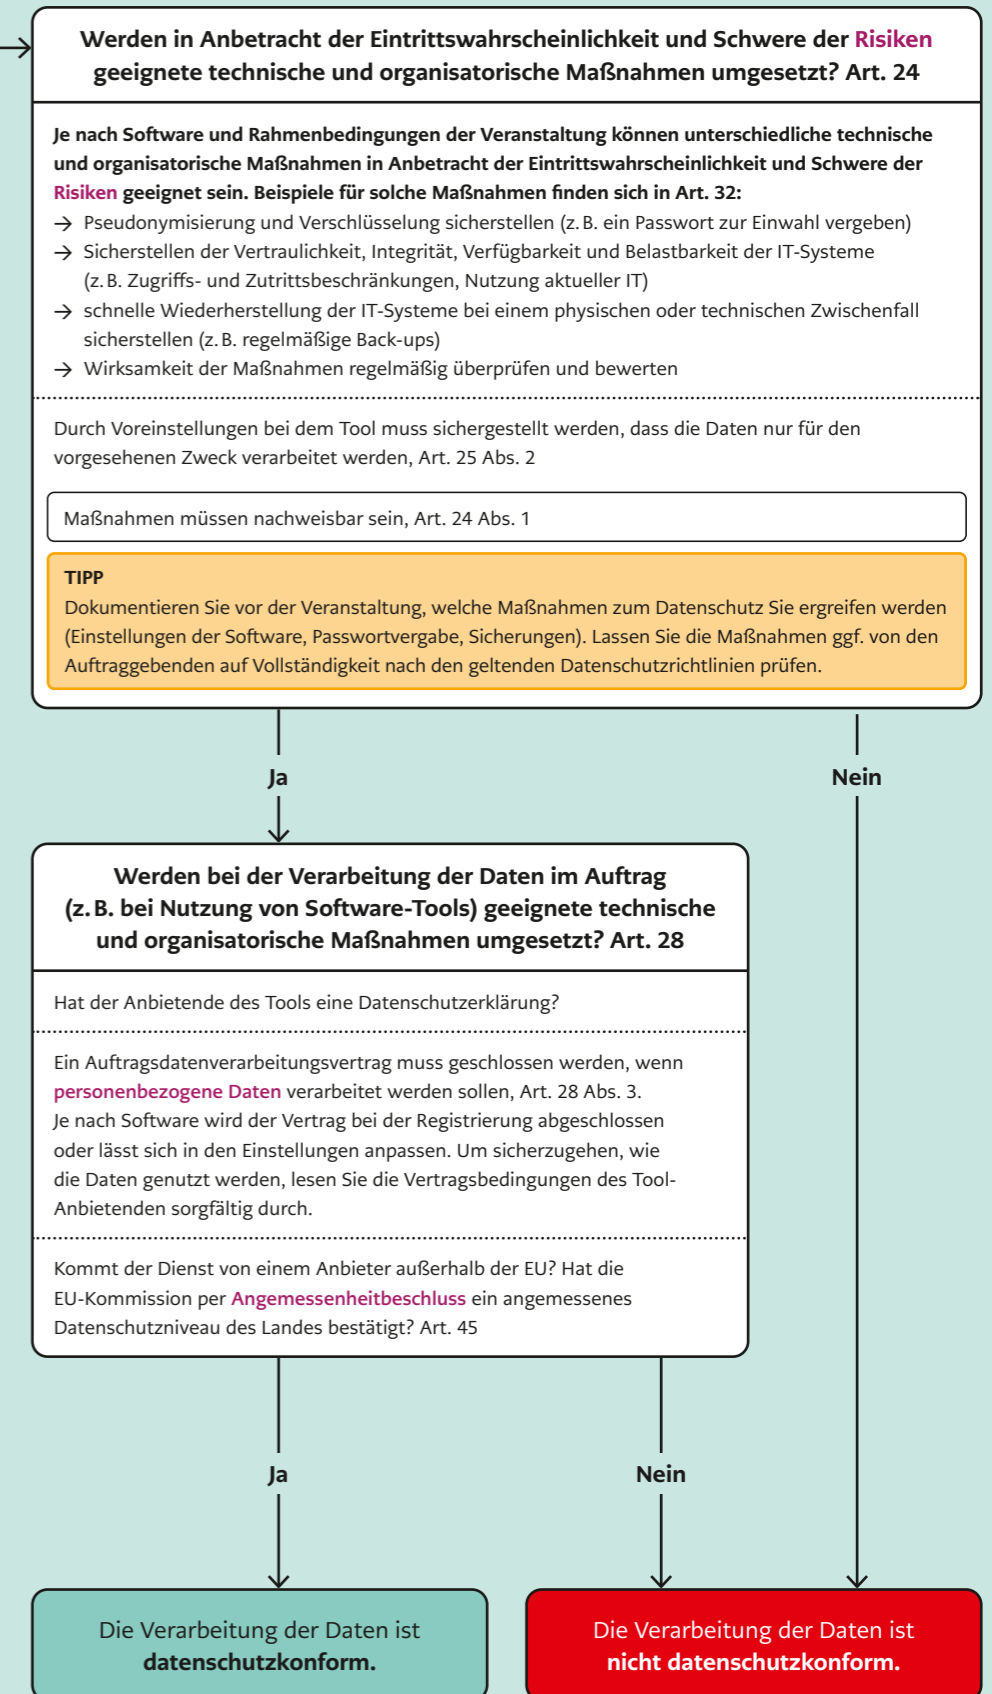 Werden in Anbetracht der Eintrittswahrscheinlichkeit und Schwere der Risiken
geeignete technische und organisatorische Maßnahmen umgesetzt? Art. 24
Je nach Software und Rahmenbedingungen der Veranstaltung können unterschiedliche technische
und organisatorische Maßnahmen in Anbetracht der Eintrittswahrscheinlichkeit und Schwere der
Risiken geeignet sein. Beispiele für solche Maßnahmen finden sich in Art. 32:
→ Pseudonymisierung und Verschlüsselung sicherstellen (z. B. ein Passwort zur Einwahl vergeben)
→ Sicherstellen der Vertraulichkeit, Integrität, Verfügbarkeit und Belastbarkeit der IT-Systeme
(z. B. Zugriffs- und Zutrittsbeschränkungen, Nutzung aktueller IT)
→ schnelle Wiederherstellung der IT-Systeme bei einem physischen oder technischen Zwischenfall
sicherstellen (z. B. regelmäßige Back-ups)
→ Wirksamkeit der Maßnahmen regelmäßig überprüfen und bewerten
Durch Voreinstellungen bei dem Tool muss sichergestellt werden, dass die Daten nur für den
vorgesehenen Zweck verarbeitet werden, Art. 25 Abs. 2
Maßnahmen müssen nachweisbar sein, Art. 24 Abs. 1
TIPP
Dokumentieren Sie vor der Veranstaltung, welche Maßnahmen zum Datenschutz Sie ergreifen werden
(Einstellungen der Software, Passwortvergabe, Sicherungen). Lassen Sie die Maßnahmen ggf. von den
Auftraggebenden auf Vollständigkeit nach den geltenden Datenschutzrichtlinien prüfen.
Ja
Nein
Werden bei der Verarbeitung der Daten im Auftrag
(z. B. bei Nutzung von Software-Tools) geeignete technische
und organisatorische Maßnahmen umgesetzt? Art. 28
Hat der Anbietende des Tools eine Datenschutzerklärung?
Ein Auftragsdatenverarbeitungsvertrag muss geschlossen werden, wenn
personenbezogene Daten verarbeitet werden sollen, Art. 28 Abs. 3.
Je nach Software wird der Vertrag bei der Registrierung abgeschlossen
oder lässt sich in den Einstellungen anpassen. Um sicherzugehen, wie
die Daten genutzt werden, lesen Sie die Vertragsbedingungen des Tool-
Anbietenden sorgfältig durch.
Kommt der Dienst von einem Anbieter außerhalb der EU? Hat die
EU-Kommission per Angemessenheitbeschluss ein angemessenes
Datenschutzniveau des Landes bestätigt? Art. 45
Ja
Nein
Die Verarbeitung der Daten ist
datenschutzkonform.
Die Verarbeitung der Daten ist
nicht datenschutzkonform.